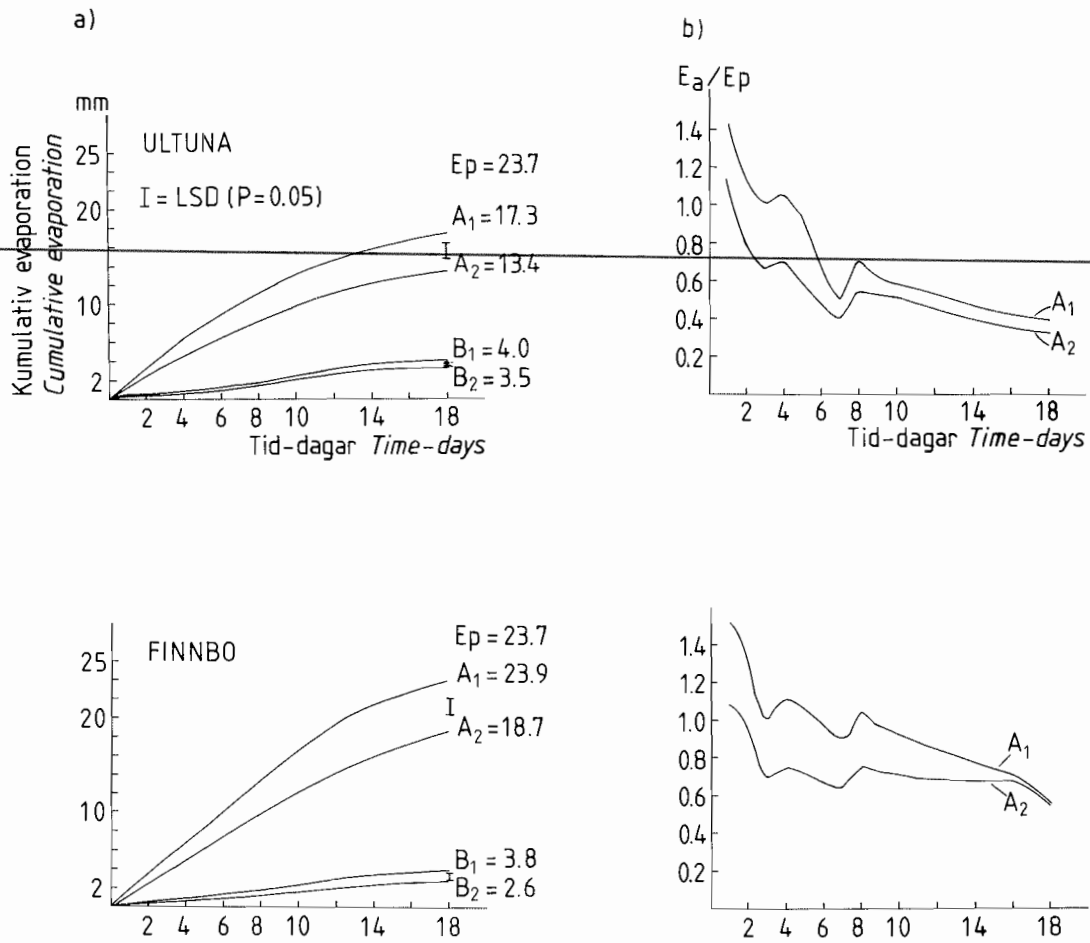 a)
mm
25
20
10
2
Kumulativ evaporation
Cumulative evaporation
ULTUNA
I = LSD (P=0.05)
Ep = 23.7
A₁ = 17.3
A₂ = 13.4
B₁ = 4.0
B₂ = 3.5
2 4 6 8 10 14 18
Tid-dagar Time-days
b)
Ea/Ep
1.4
1.2
1.0
0.8
0.6
0.4
0.2
A₁
A₂
2 4 6 8 10 14 18
Tid-dagar Time-days
FINNBO
25
20
10
2
Ep = 23.7
A₁ = 23.9
A₂ = 18.7
B₁ = 3.8
B₂ = 2.6
2 4 6 8 10 14 18
1.4
1.2
1.0
0.8
0.6
0.4
0.2
A₁
A₂
2 4 6 8 10 14 18